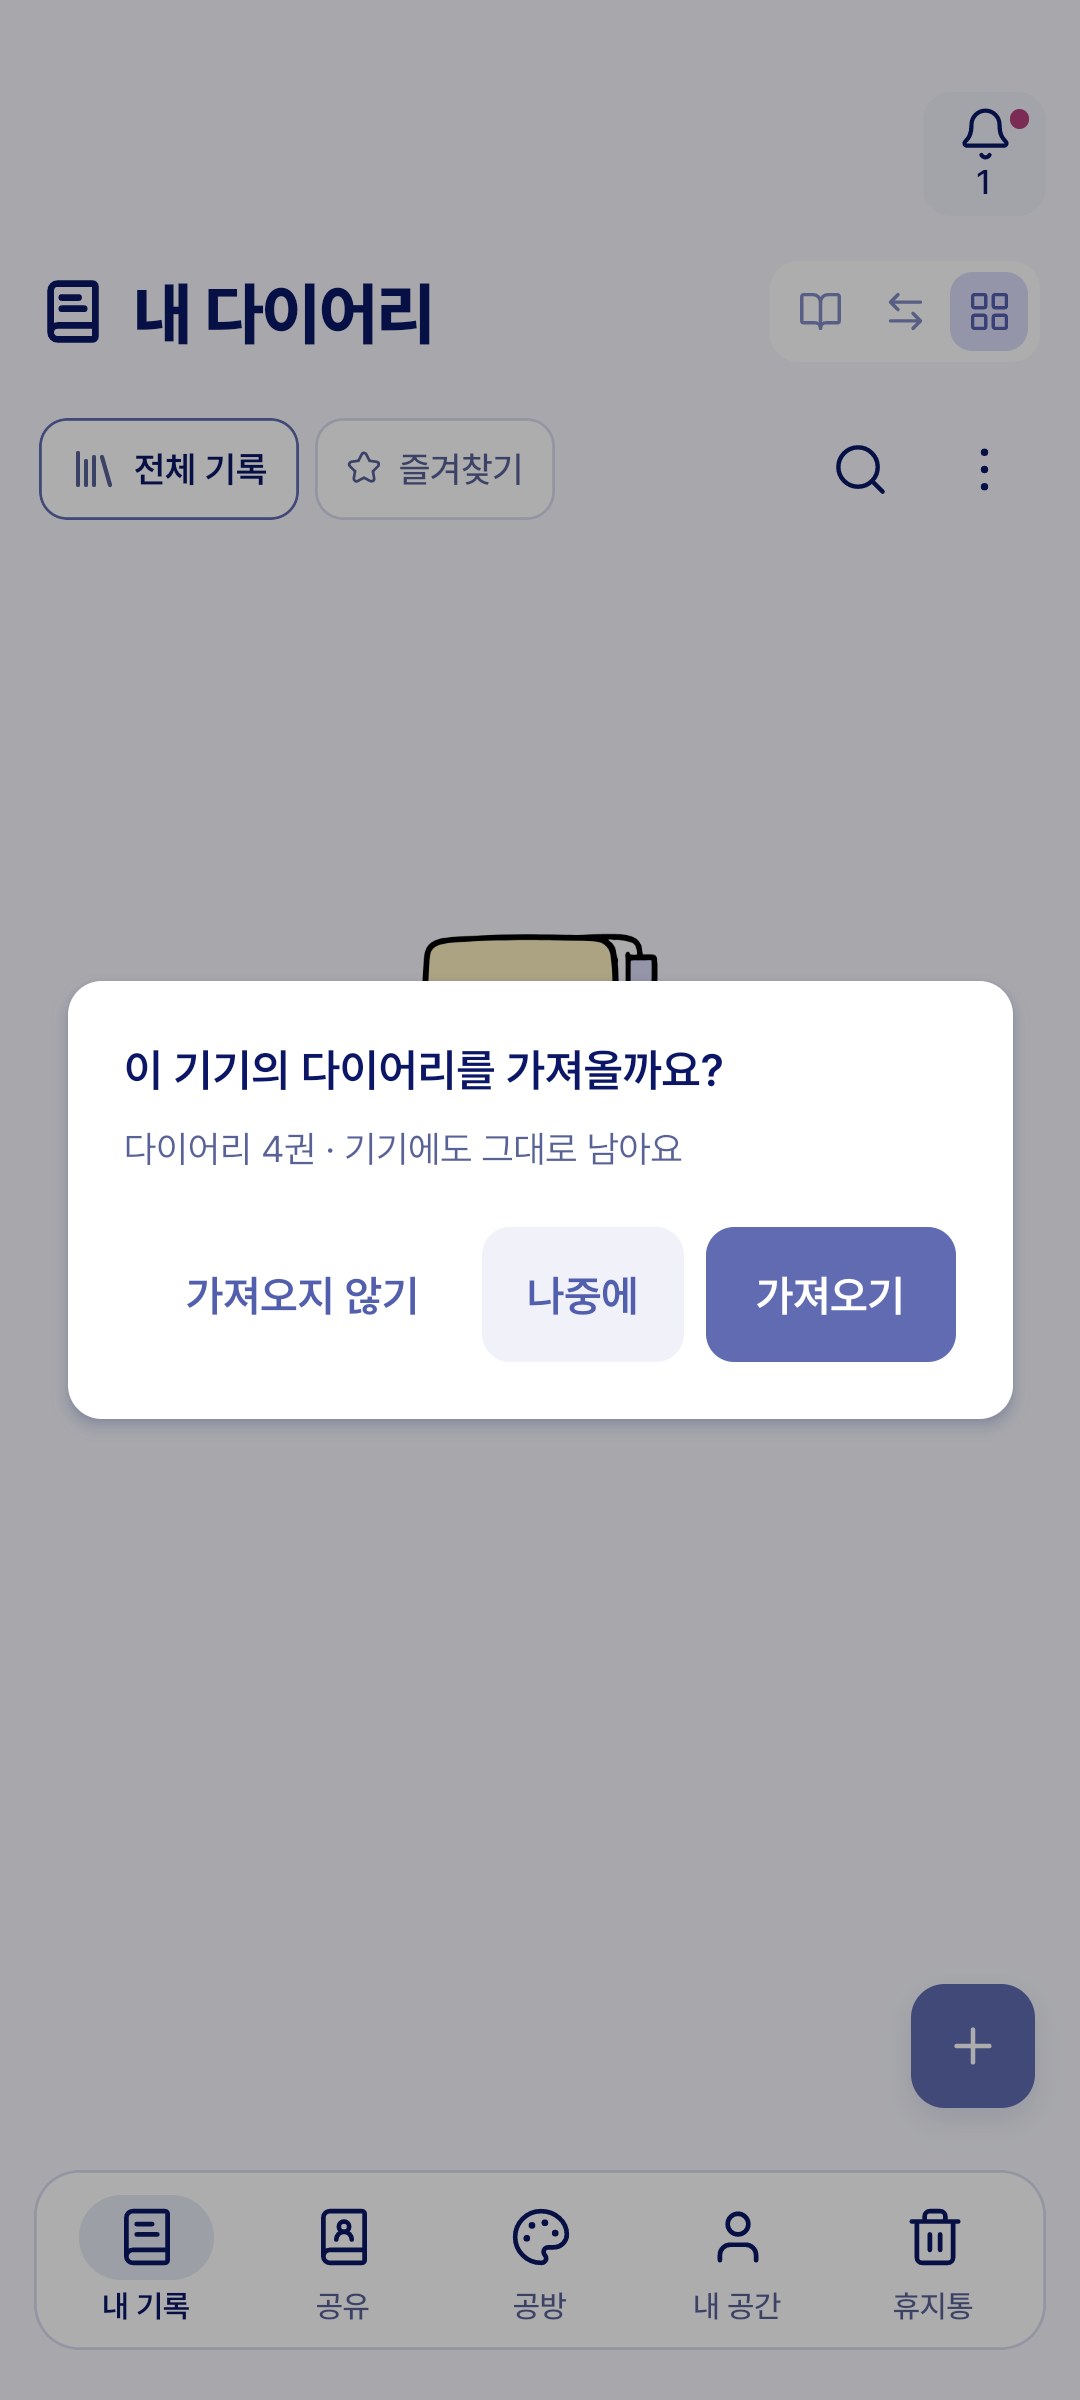 1
내 다이어리
전체 기록
즐겨찾기
이 기기의 다이어리를 가져올까요?
다이어리 4권 · 기기에도 그대로 남아요
가져오지 않기
나중에
가져오기
내 기록
공유
공방
내 공간
휴지통